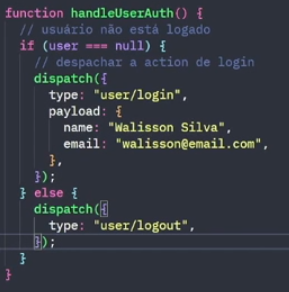 function handleUserAuth() {
  // usuário não está logado
  if (user === null) {
    // despachar a action de login
    dispatch({
      type: "user/login",
      payload: {
        name: "Walisson Silva",
        email: "walisson@email.com",
      },
    });
  } else {
    dispatch({
      type: "user/logout",
    });
  }
}